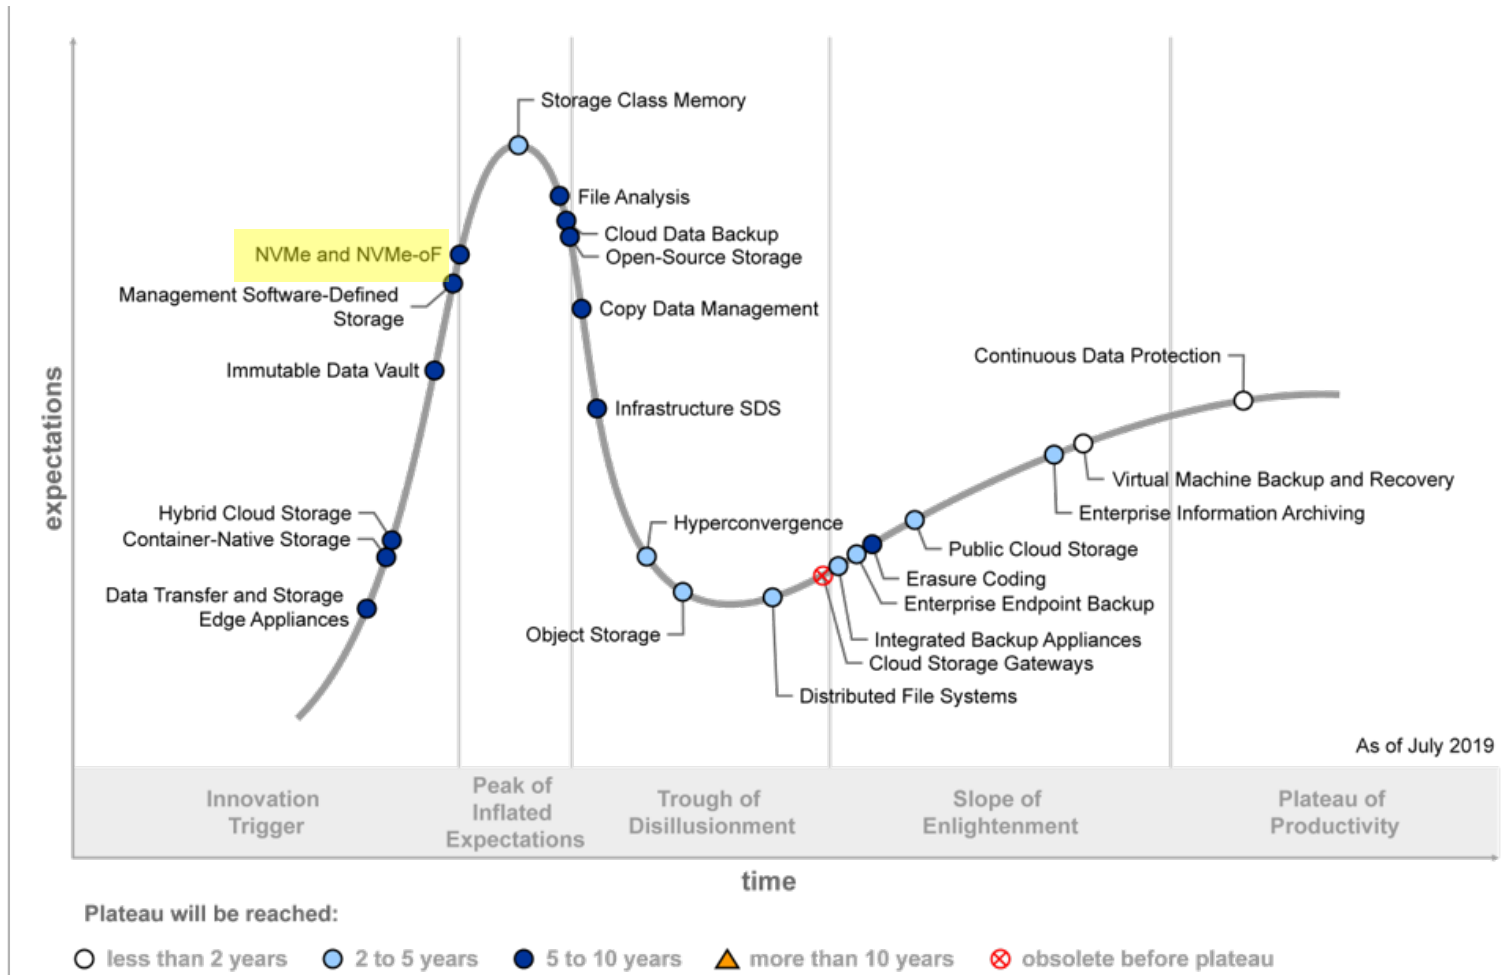 Storage Class Memory
File Analysis
Cloud Data Backup
NVMe and NVMe-oF
Open-Source Storage
Management Software-Defined
Storage
Copy Data Management
Continuous Data Protection
Immutable Data Vault
Infrastructure SDS
expectations
Virtual Machine Backup and Recovery
Hybrid Cloud Storage
Hyperconvergence
Enterprise Information Archiving
Container-Native Storage
Public Cloud Storage
Erasure Coding
Data Transfer and Storage
Edge Appliances
Enterprise Endpoint Backup
Object Storage
Integrated Backup Appliances
Cloud Storage Gateways
Distributed File Systems
As of July 2019
Innovation
Trigger
Peak of
Inflated
Expectations
Trough of
Disillusionment
Slope of
Enlightenment
Plateau of
Productivity
time
Plateau will be reached:
less than 2 years
2 to 5 years
5 to 10 years
more than 10 years
obsolete before plateau